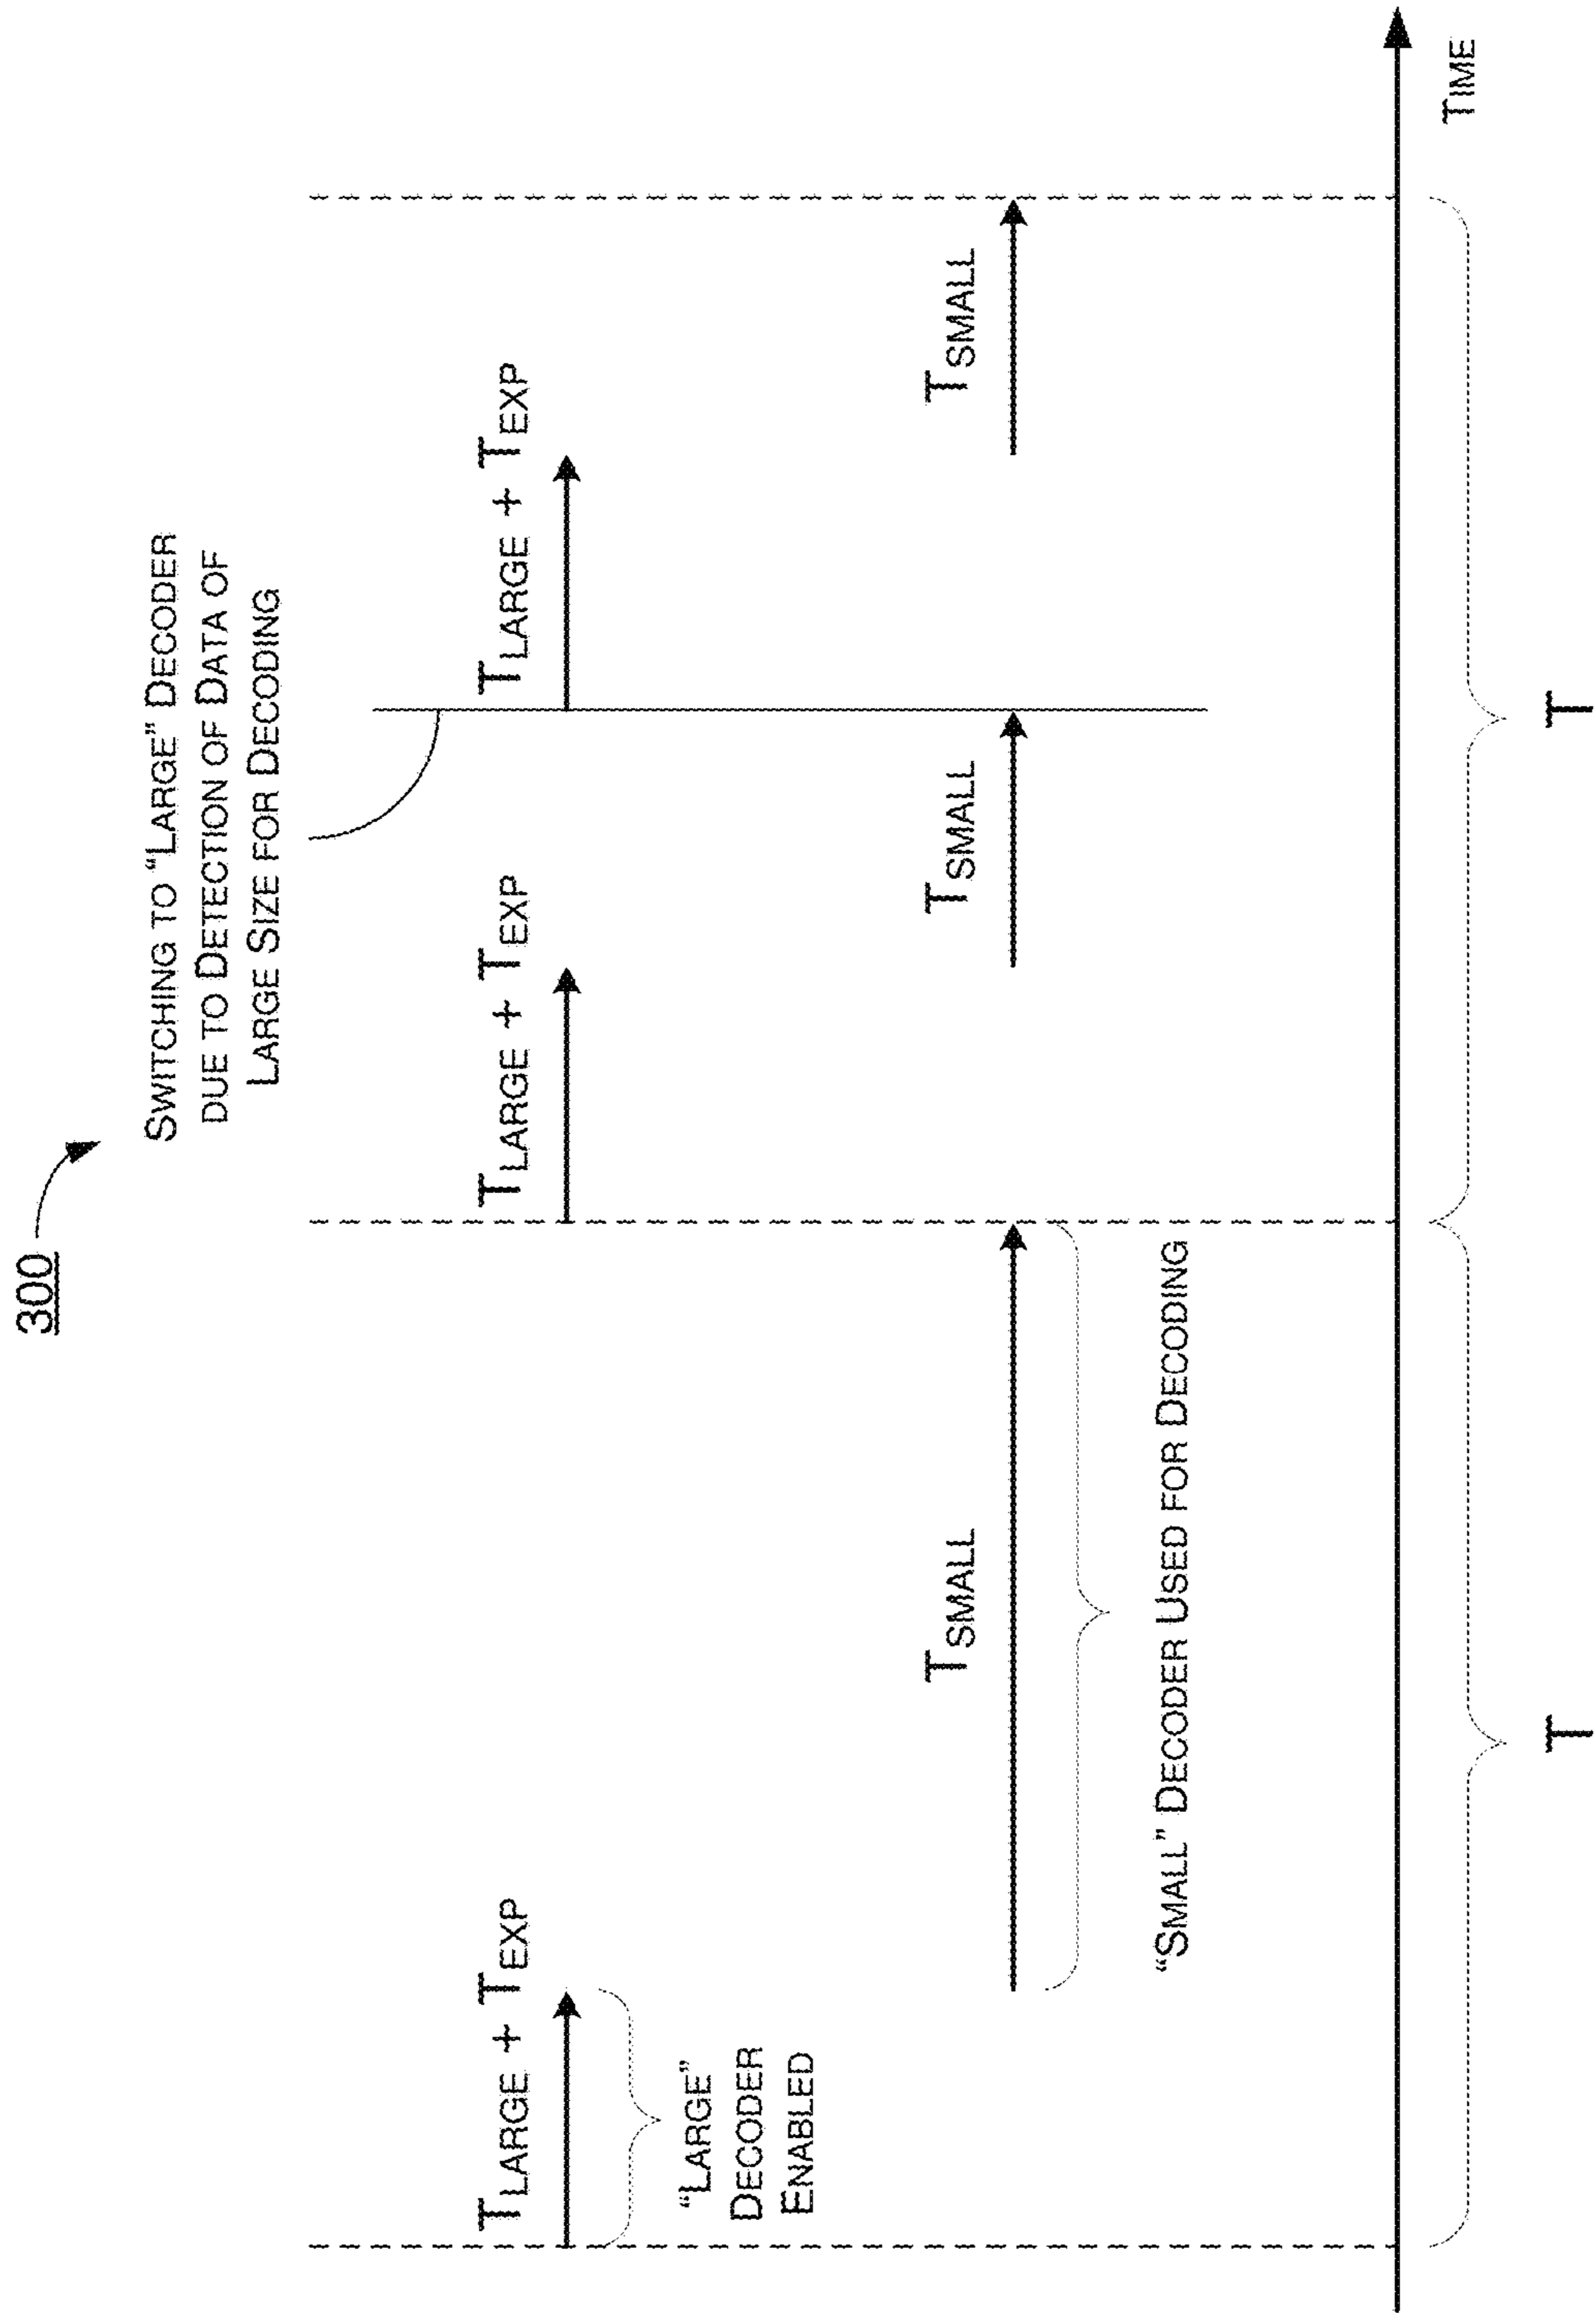 300
SWITCHING TO “LARGE” DECODER
DUE TO DETECTION OF DATA OF
LARGE SIZE FOR DECODING
TLARGE + TEXP
TLARGE + TEXP
TLARGE + TEXP
“LARGE”
DECODER
ENABLED
TSMALL
TSMALL
TSMALL
“SMALL” DECODER USED FOR DECODING
TIME
T
T